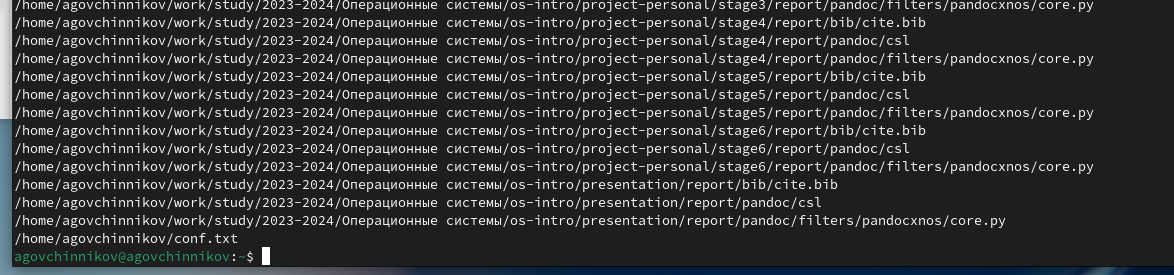 /home/agovchinnikov/work/study/2023-2024/Операционные системы/os-intro/project-personal/stage3/report/pandoc/filters/pandocxnos/core.py
/home/agovchinnikov/work/study/2023-2024/Операционные системы/os-intro/project-personal/stage4/report/bib/cite.bib
/home/agovchinnikov/work/study/2023-2024/Операционные системы/os-intro/project-personal/stage4/report/pandoc/csl
/home/agovchinnikov/work/study/2023-2024/Операционные системы/os-intro/project-personal/stage4/report/pandoc/filters/pandocxnos/core.py
/home/agovchinnikov/work/study/2023-2024/Операционные системы/os-intro/project-personal/stage5/report/bib/cite.bib
/home/agovchinnikov/work/study/2023-2024/Операционные системы/os-intro/project-personal/stage5/report/pandoc/csl
/home/agovchinnikov/work/study/2023-2024/Операционные системы/os-intro/project-personal/stage5/report/pandoc/filters/pandocxnos/core.py
/home/agovchinnikov/work/study/2023-2024/Операционные системы/os-intro/project-personal/stage6/report/bib/cite.bib
/home/agovchinnikov/work/study/2023-2024/Операционные системы/os-intro/project-personal/stage6/report/pandoc/csl
/home/agovchinnikov/work/study/2023-2024/Операционные системы/os-intro/project-personal/stage6/report/pandoc/filters/pandocxnos/core.py
/home/agovchinnikov/work/study/2023-2024/Операционные системы/os-intro/presentation/report/bib/cite.bib
/home/agovchinnikov/work/study/2023-2024/Операционные системы/os-intro/presentation/report/pandoc/csl
/home/agovchinnikov/work/study/2023-2024/Операционные системы/os-intro/presentation/report/pandoc/filters/pandocxnos/core.py
/home/agovchinnikov/conf.txt
agovchinnikov@agovchinnikov:~$